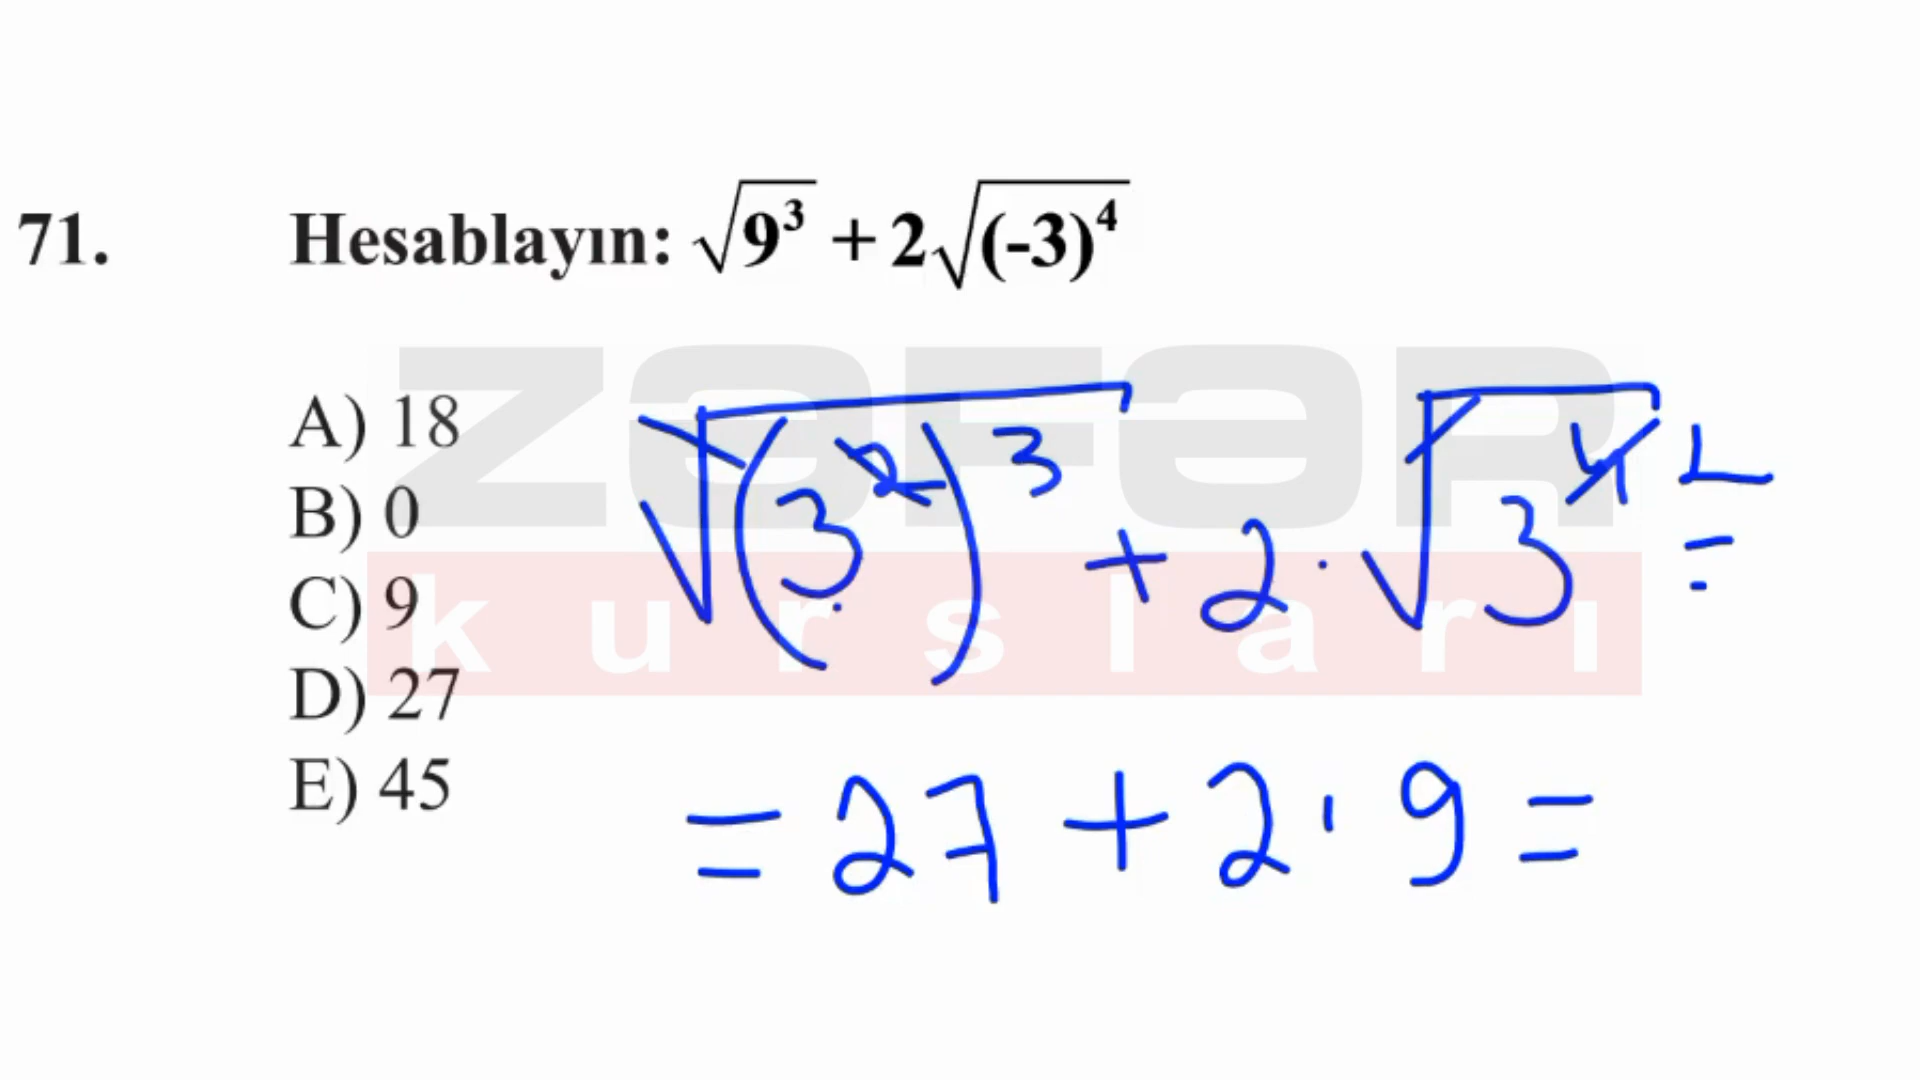 71. Hesablayın: √9³ + 2√(-3)⁴
A) 18
B) 0
C) 9
D) 27
E) 45
ZƏFƏR
kursları
√(3²)³ + 2 · √3⁴ 2 =
= 27 + 2 · 9 =